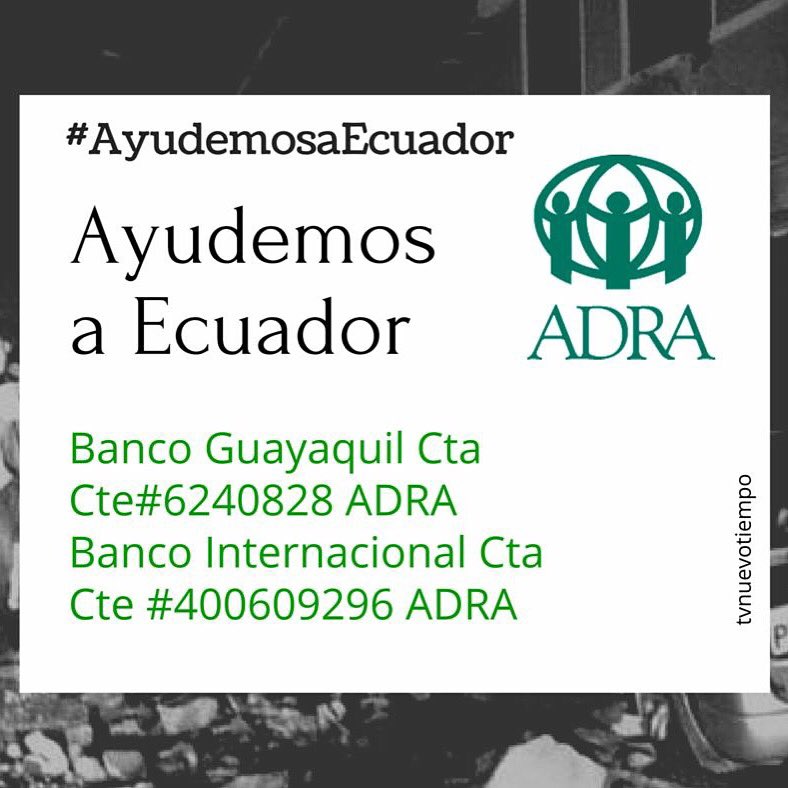 #AyudemosaEcuador
Ayudemos
a Ecuador
ADRA
Banco Guayaquil Cta
Cte#6240828 ADRA
Banco Internacional Cta
Cte #400609296 ADRA
tvnuevotiempo